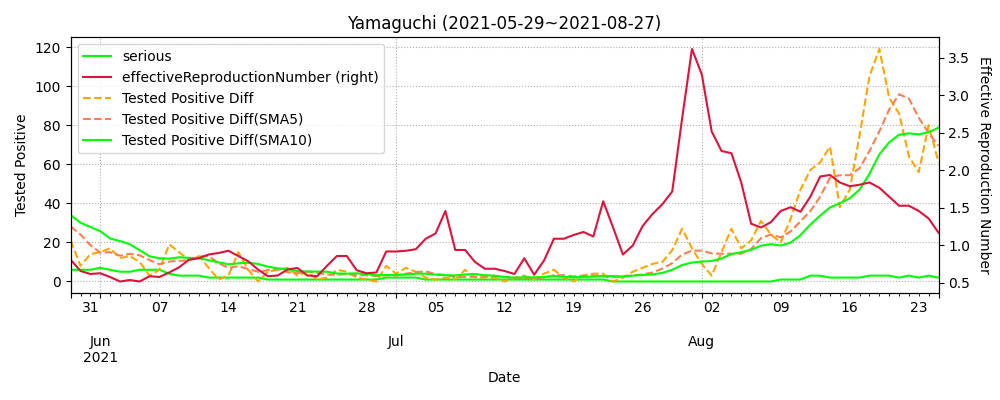 Yamaguchi (2021-05-29~2021-08-27)
serious
effectiveReproductionNumber (right)
Tested Positive Diff
Tested Positive Diff(SMA5)
Tested Positive Diff(SMA10)
Tested Positive
120
100
80
60
40
20
0
Effective Reproduction Number
3.5
3.0
2.5
2.0
1.5
1.0
0.5
31 07 14 21 28 05 12 19 26 02 09 16 23
Jun Jul Aug
2021
Date